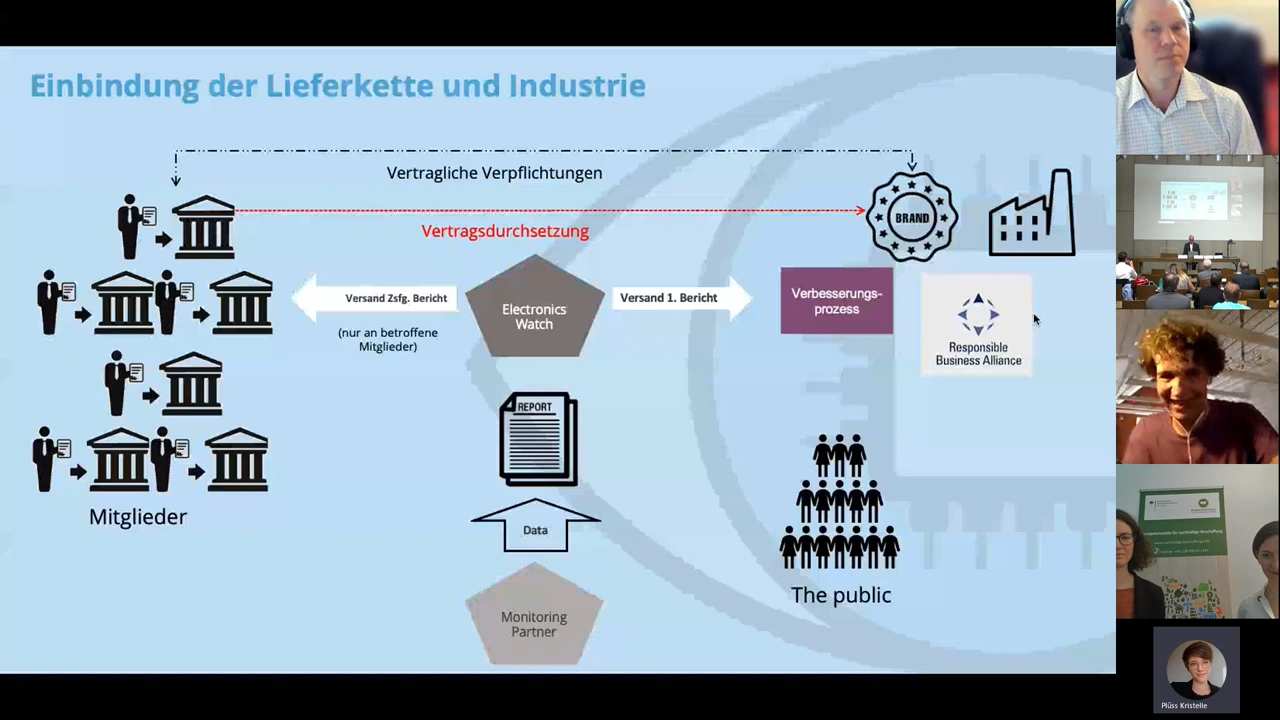 Einbindung der Lieferkette und Industrie
Vertragliche Verpflichtungen
Vertragsdurchsetzung
BRAND
Versand Zsfg. Bericht
(nur an betroffene
Mitglieder)
Electronics
Watch
Versand 1. Bericht
Verbesserungs-
prozess
Responsible
Business Alliance
REPORT
Mitglieder
Data
The public
Monitoring
Partner
Plüss Kristelle